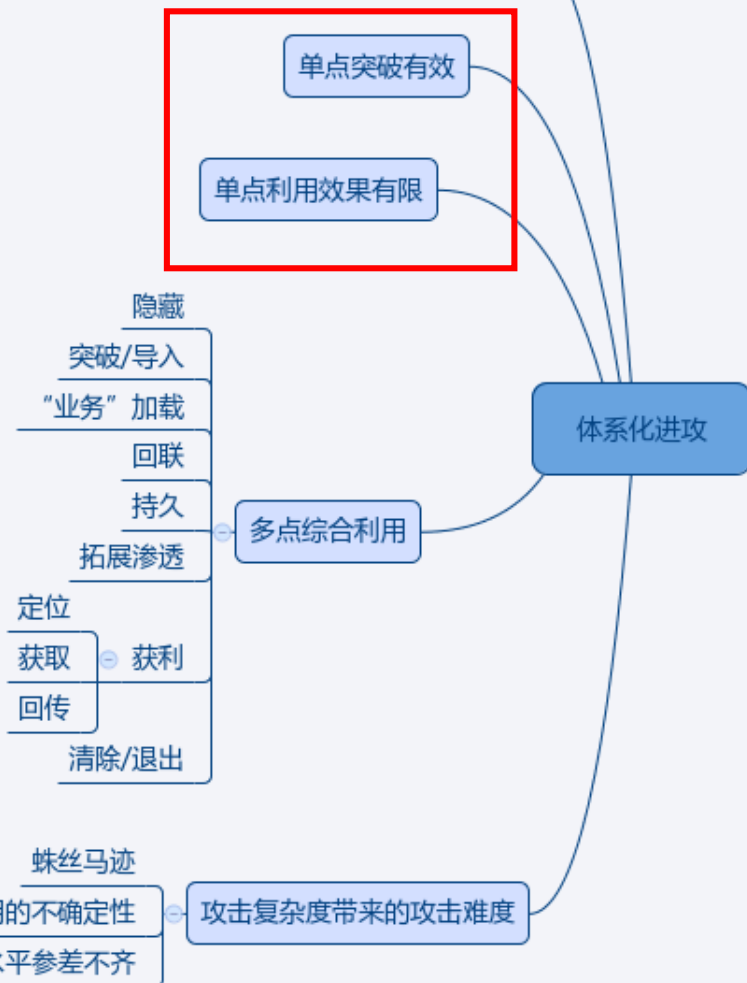 单点突破有效
单点利用效果有限
隐藏
突破/导入
“业务”加载
回联
持久
拓展渗透
定位
获取
回传
获利
清除/退出
多点综合利用
体系化进攻
蛛丝马迹
的不确定性
平参差不齐
攻击复杂度带来的攻击难度